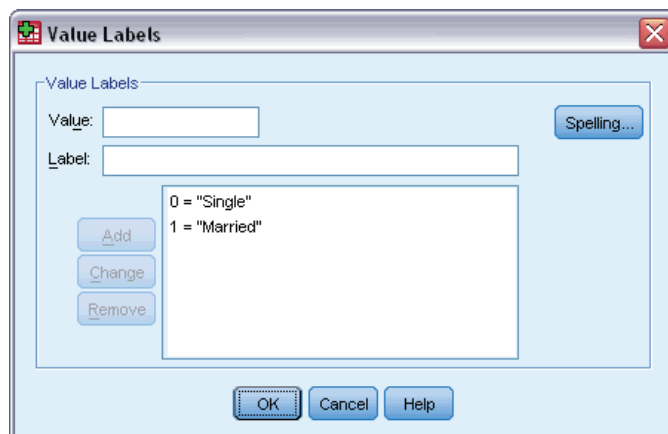 Value Labels
Value Labels
Value:
Spelling...
Label:
0 = "Single"
1 = "Married"
Add
Change
Remove
OK Cancel Help